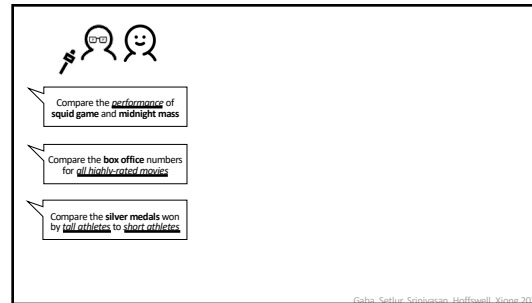 Compare the performance of
squid game and midnight mass
Compare the box office numbers
for all highly-rated movies
Compare the silver medals won
by tall athletes to short athletes
Gaba, Setlur, Srinivasan, Hoffswell, Xiong 20